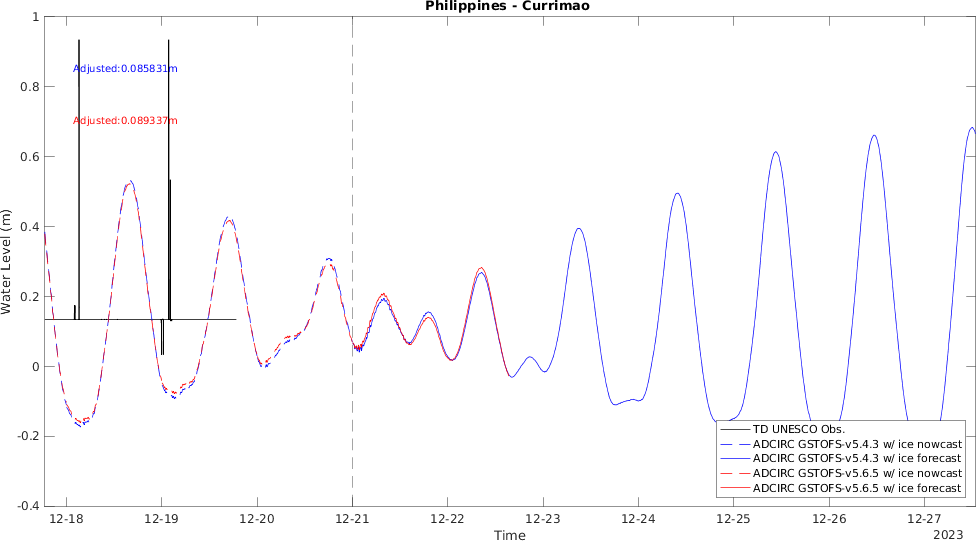 Philippines - Currimao
1
0.8
0.6
0.4
0.2
0
-0.2
-0.4
Water Level (m)
Adjusted:0.085831m
Adjusted:0.089337m
TD UNESCO Obs.
ADCIRC GSTOFS-v5.4.3 w/ ice nowcast
ADCIRC GSTOFS-v5.4.3 w/ ice forecast
ADCIRC GSTOFS-v5.6.5 w/ ice nowcast
ADCIRC GSTOFS-v5.6.5 w/ ice forecast
12-18 12-19 12-20 12-21 12-22 12-23 12-24 12-25 12-26 12-27
Time
2023